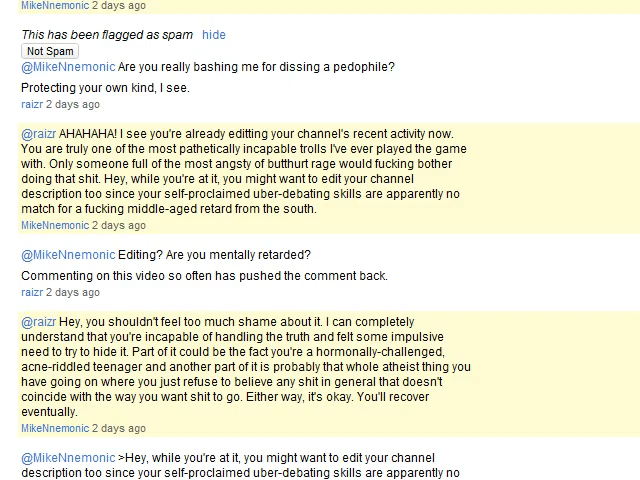 MikeNnemonic 2 days ago
This has been flagged as spam hide
Not Spam
@MikeNnemonic Are you really bashing me for dissing a pedophile?
Protecting your own kind, I see.
raizr 2 days ago
@raizr AHAHAHA! I see you're already editting your channel's recent activity now.
You are truly one of the most pathetically incapable trolls I've ever played the game
with. Only someone full of the most angsty of butthurt rage would fucking bother
doing that shit. Hey, while you're at it, you might want to edit your channel
description too since your self-proclaimed uber-debating skills are apparently no
match for a fucking middle-aged retard from the south.
MikeNnemonic 2 days ago
@MikeNnemonic Editing? Are you mentally retarded?
Commenting on this video so often has pushed the comment back.
raizr 2 days ago
@raizr Hey, you shouldn't feel too much shame about it. I can completely
understand that you're incapable of handling the truth and felt some impulsive
need to try to hide it. Part of it could be the fact you're a hormonally-challenged,
acne-riddled teenager and another part of it is probably that whole atheist thing you
have going on where you just refuse to believe any shit in general that doesn't
coincide with the way you want shit to go. Either way, it's okay. You'll recover
eventually.
MikeNnemonic 2 days ago
@MikeNnemonic >Hey, while you're at it, you might want to edit your channel
description too since your self-proclaimed uber-debating skills are apparently no